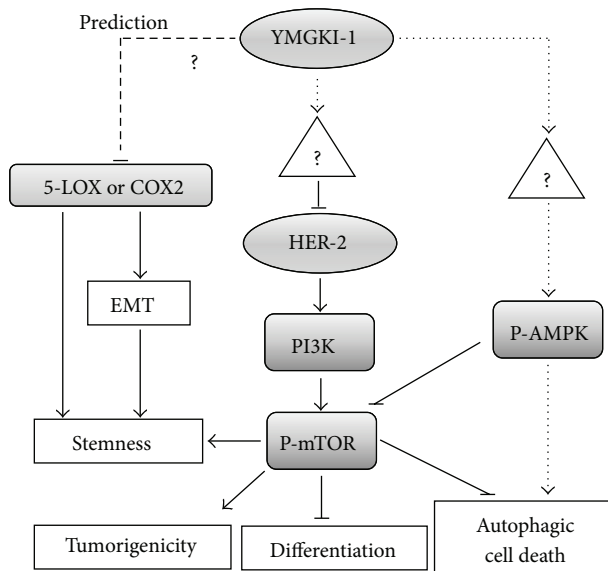 Prediction
YMGKI-1
?
?
?
5-LOX or COX2
HER-2
EMT
PI3K
P-AMPK
Stemness
P-mTOR
Tumorigenicity
Differentiation
Autophagic
cell death